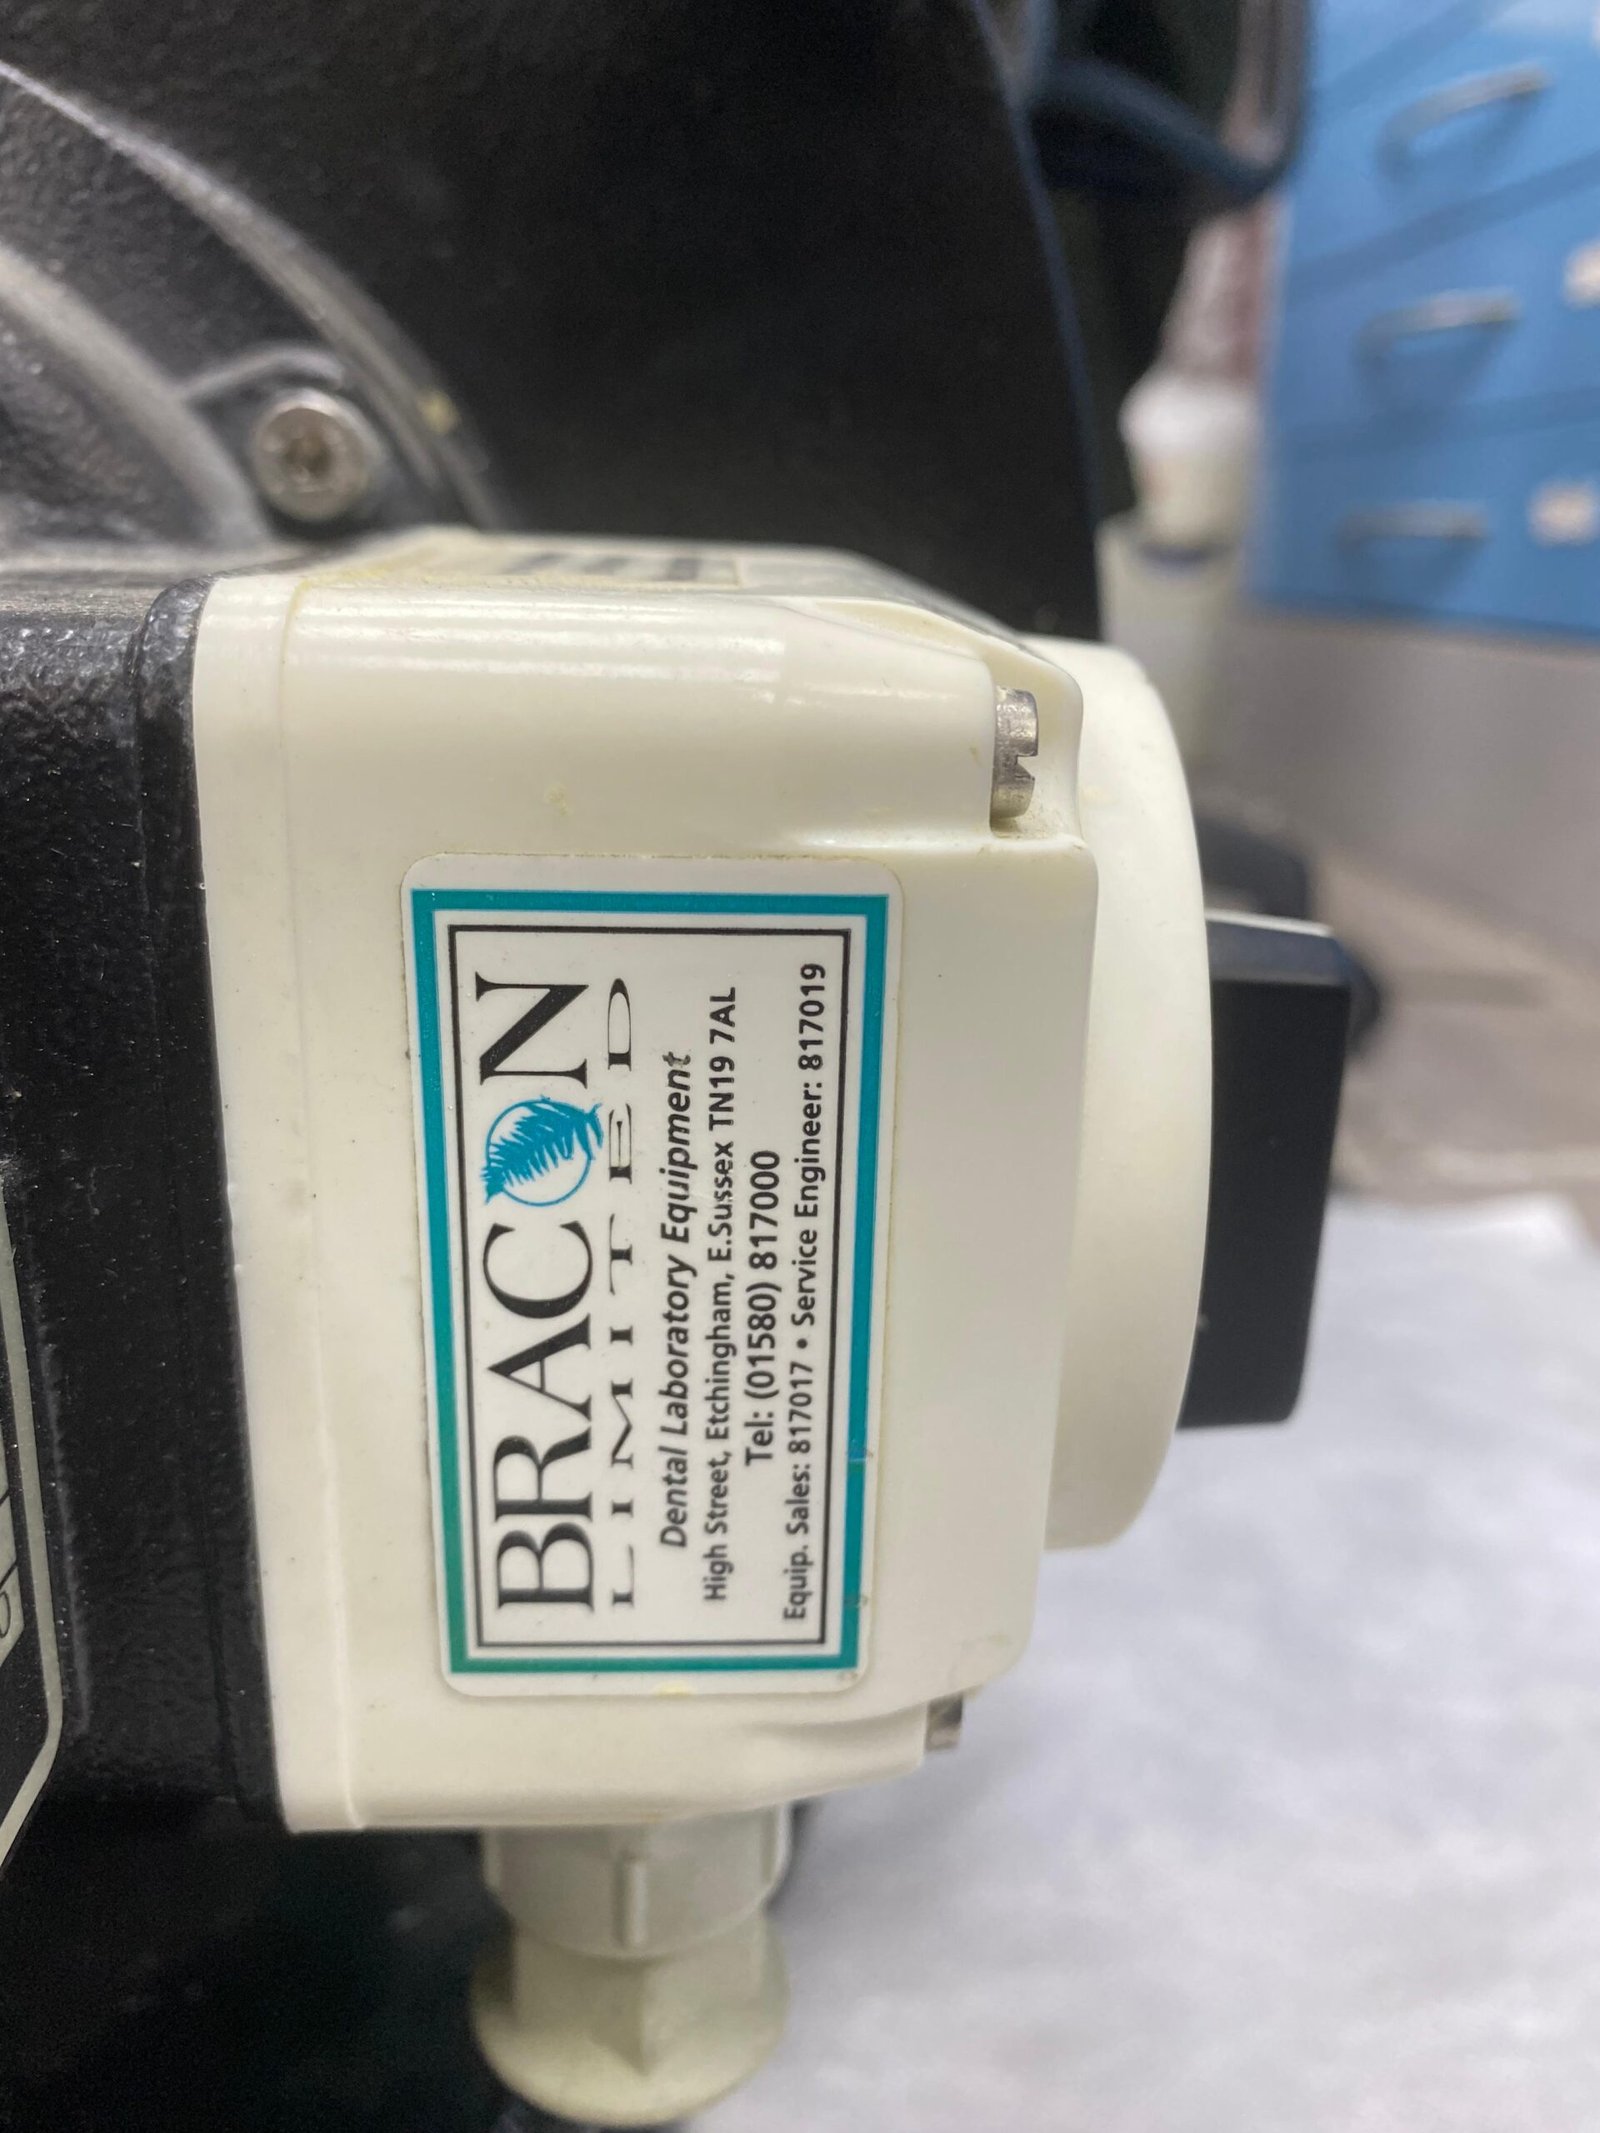 BRACON
LIMITED
Dental Laboratory Equipment
High Street, Etchingham, E.Sussex TN19 7AL
Tel: (01580) 817000
Equip. Sales: 817017 • Service Engineer: 817019